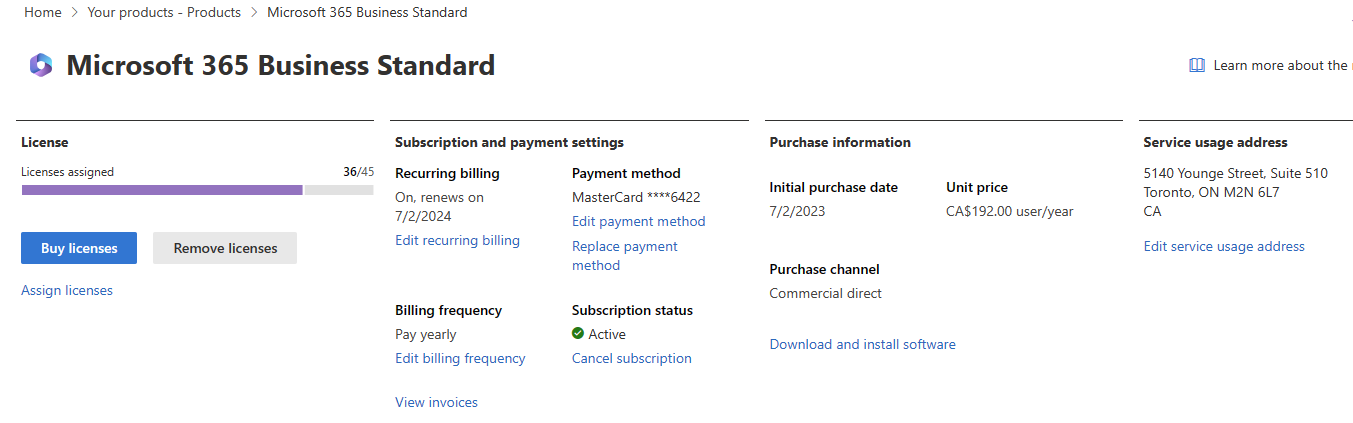 Home > Your products - Products > Microsoft 365 Business Standard
Microsoft 365 Business Standard
Learn more about the
License
Licenses assigned 36/45
Buy licenses Remove licenses
Assign licenses
Subscription and payment settings
Recurring billing
On, renews on
7/2/2024
Edit recurring billing
Payment method
MasterCard ****6422
Edit payment method
Replace payment
method
Billing frequency
Pay yearly
Edit billing frequency
Subscription status
Active
Cancel subscription
View invoices
Purchase information
Initial purchase date
7/2/2023
Unit price
CA$192.00 user/year
Purchase channel
Commercial direct
Download and install software
Service usage address
5140 Younge Street, Suite 510
Toronto, ON M2N 6L7
CA
Edit service usage address